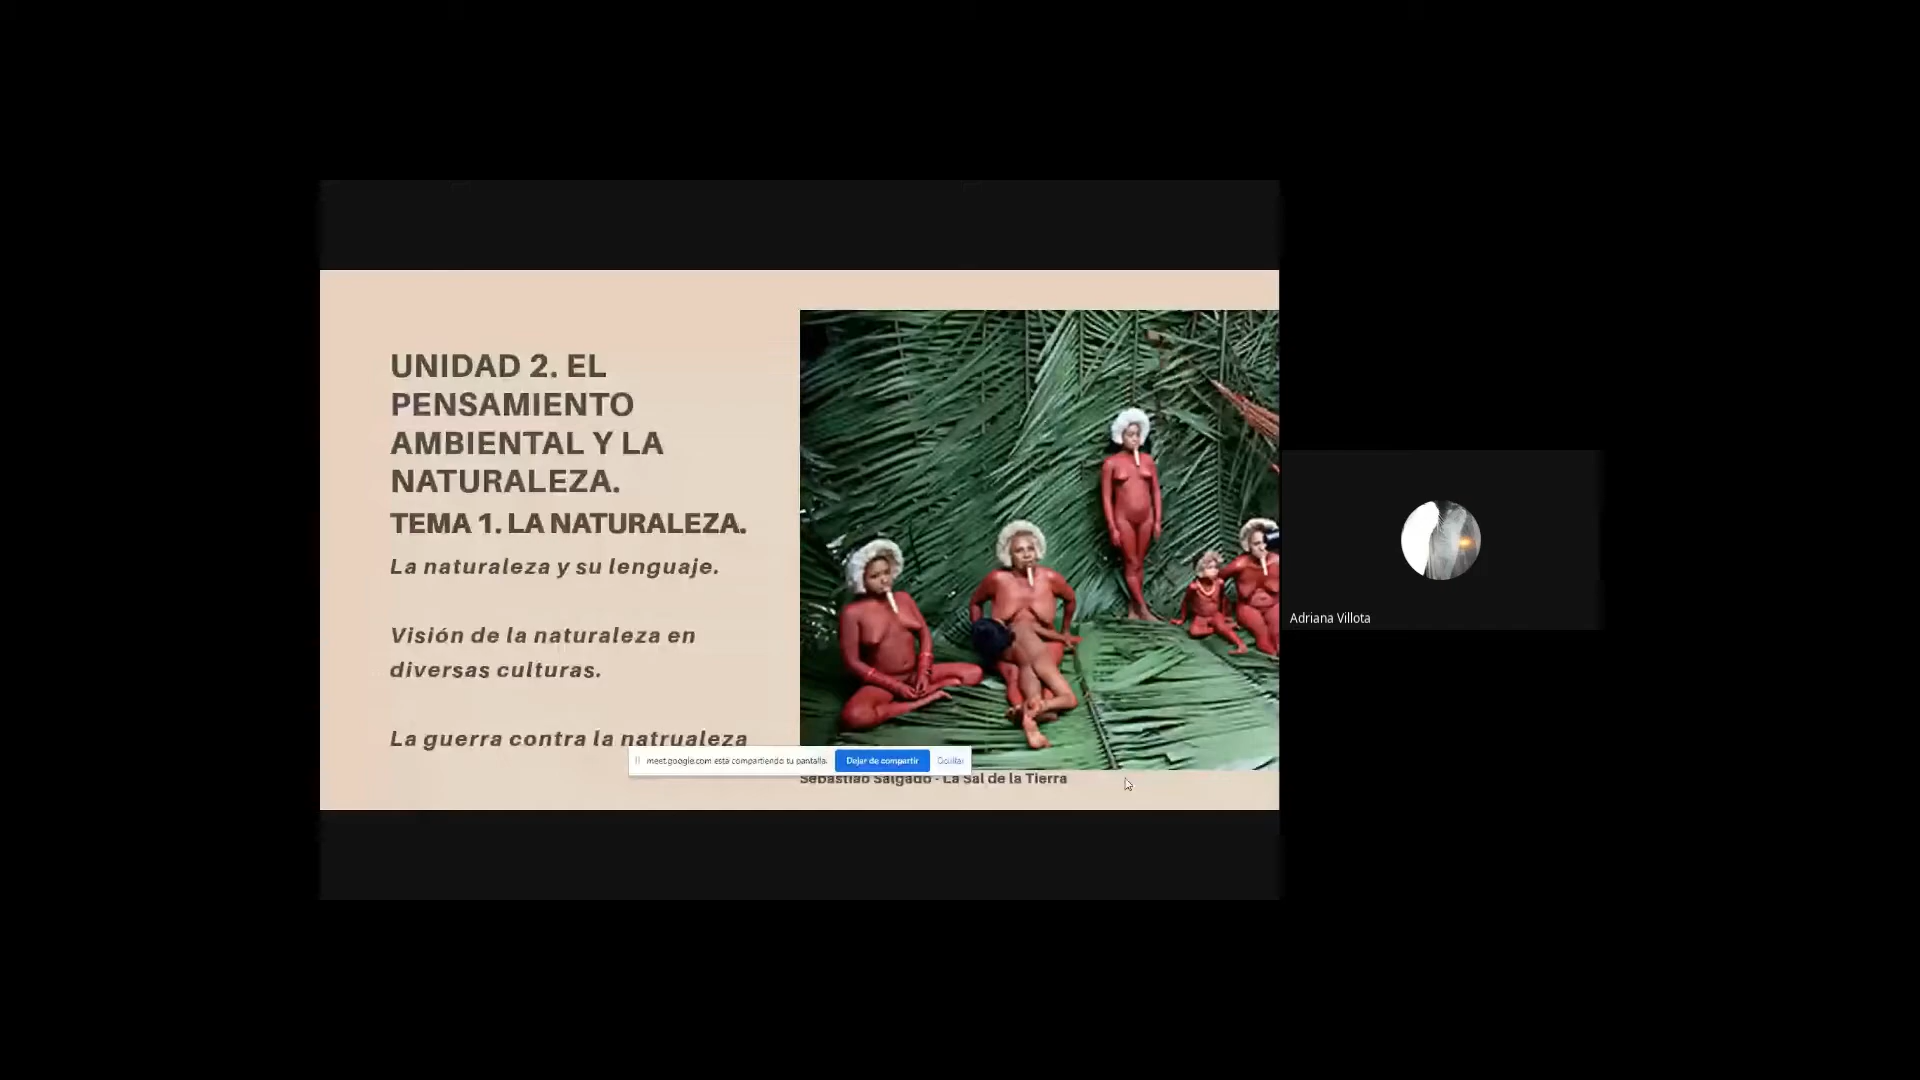 UNIDAD 2. EL
PENSAMIENTO
AMBIENTAL Y LA
NATURALEZA.
TEMA 1. LA NATURALEZA.
La naturaleza y su lenguaje.
Visión de la naturaleza en
diversas culturas.
La guerra contra la natrualeza
meet.google.com está compartiendo tu pantalla.
Dejar de compartir
Ocultar
Sebastiao Salgado - La Sal de la Tierra
Adriana Villota